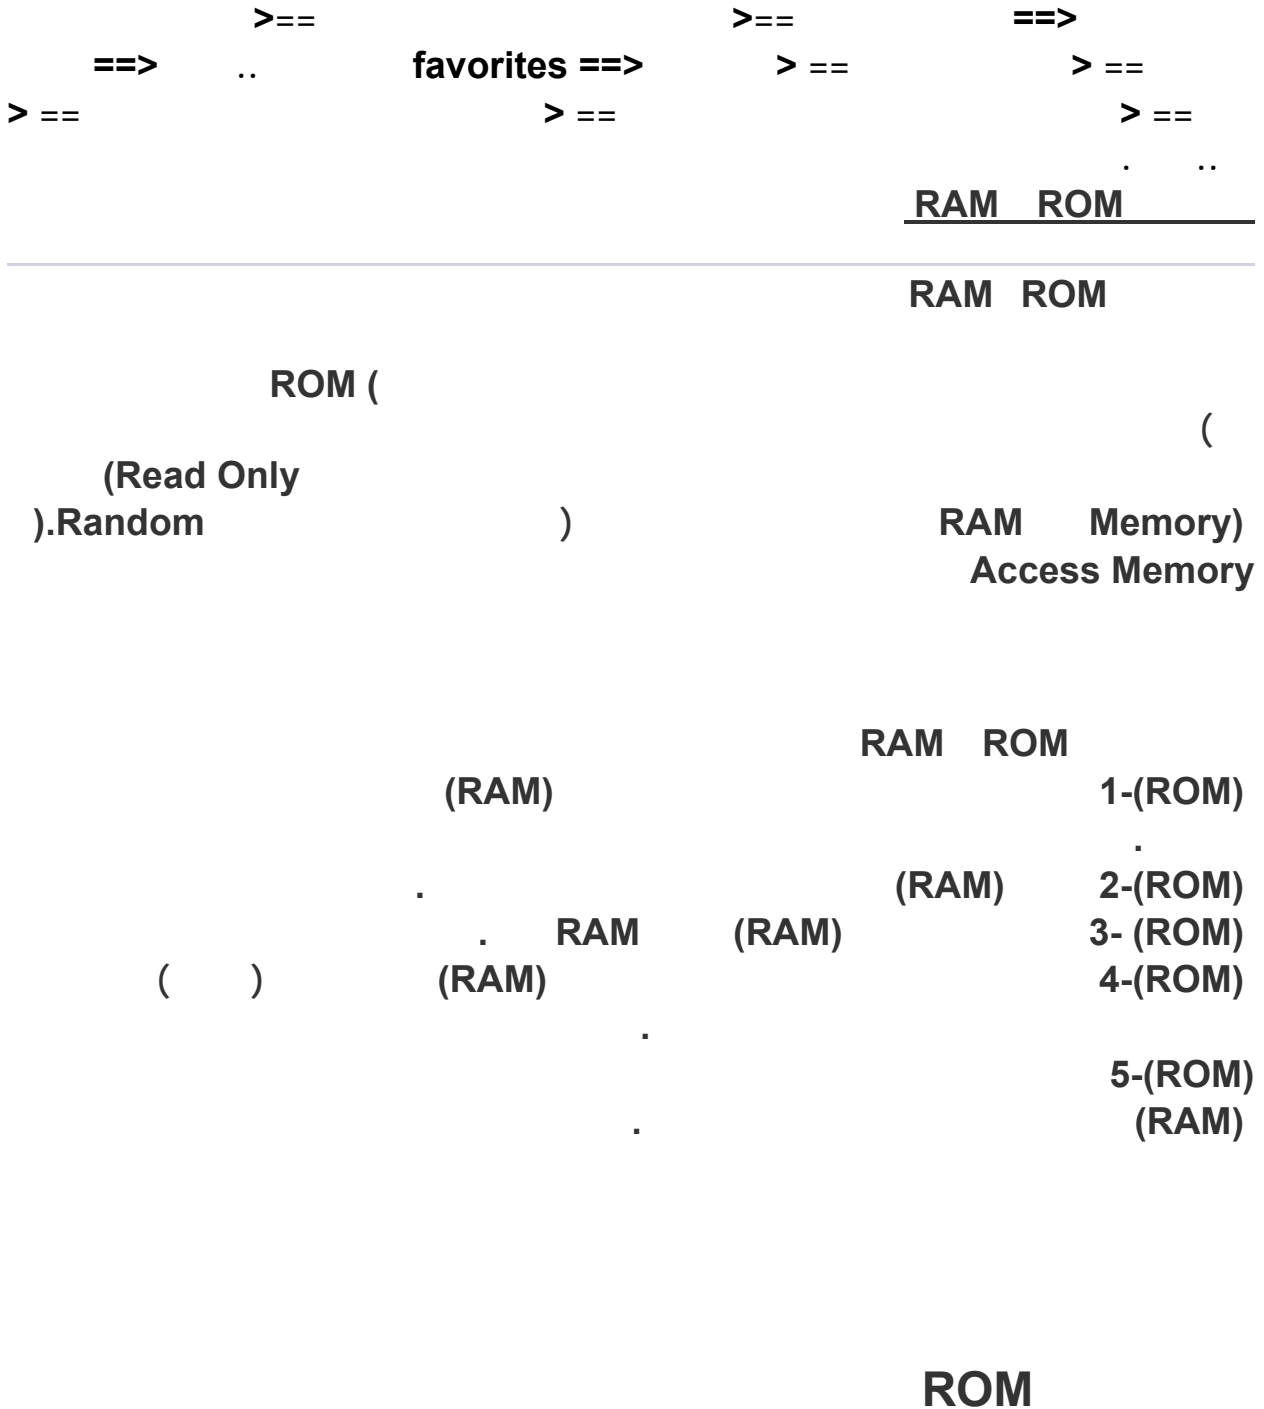 >== >== ==>
==> .. favorites ==> > == > ==
> == > == > ==
. ..
RAM ROM
RAM ROM
ROM (
(
(Read Only
).Random ) RAM Memory)
Access Memory
RAM ROM
(RAM) 1-(ROM)
.
. (RAM) 2-(ROM)
. RAM (RAM) 3- (ROM)
( ) (RAM) 4-(ROM)
.
5-(ROM)
. (RAM)
ROM